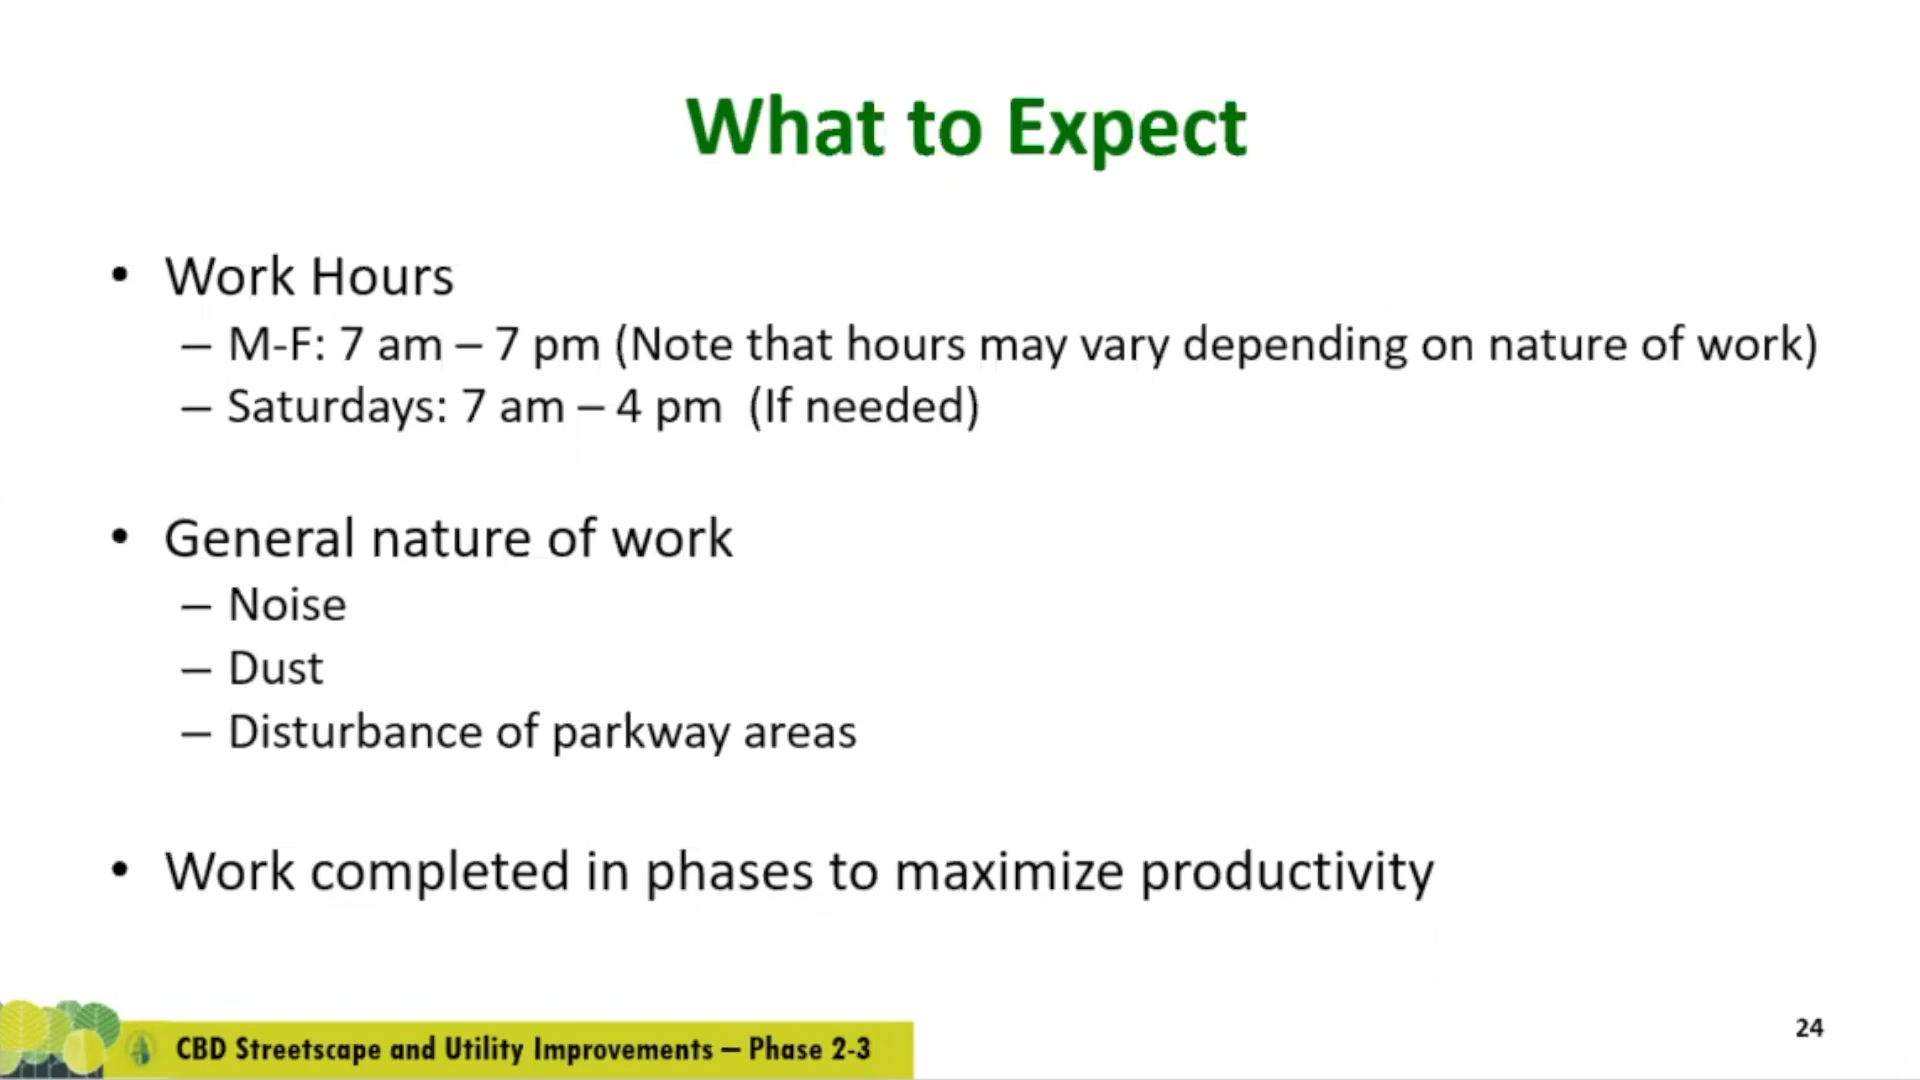 What to Expect
• Work Hours
– M-F: 7 am – 7 pm (Note that hours may vary depending on nature of work)
– Saturdays: 7 am – 4 pm (If needed)
• General nature of work
– Noise
– Dust
– Disturbance of parkway areas
• Work completed in phases to maximize productivity
24
CBD Streetscape and Utility Improvements – Phase 2-3